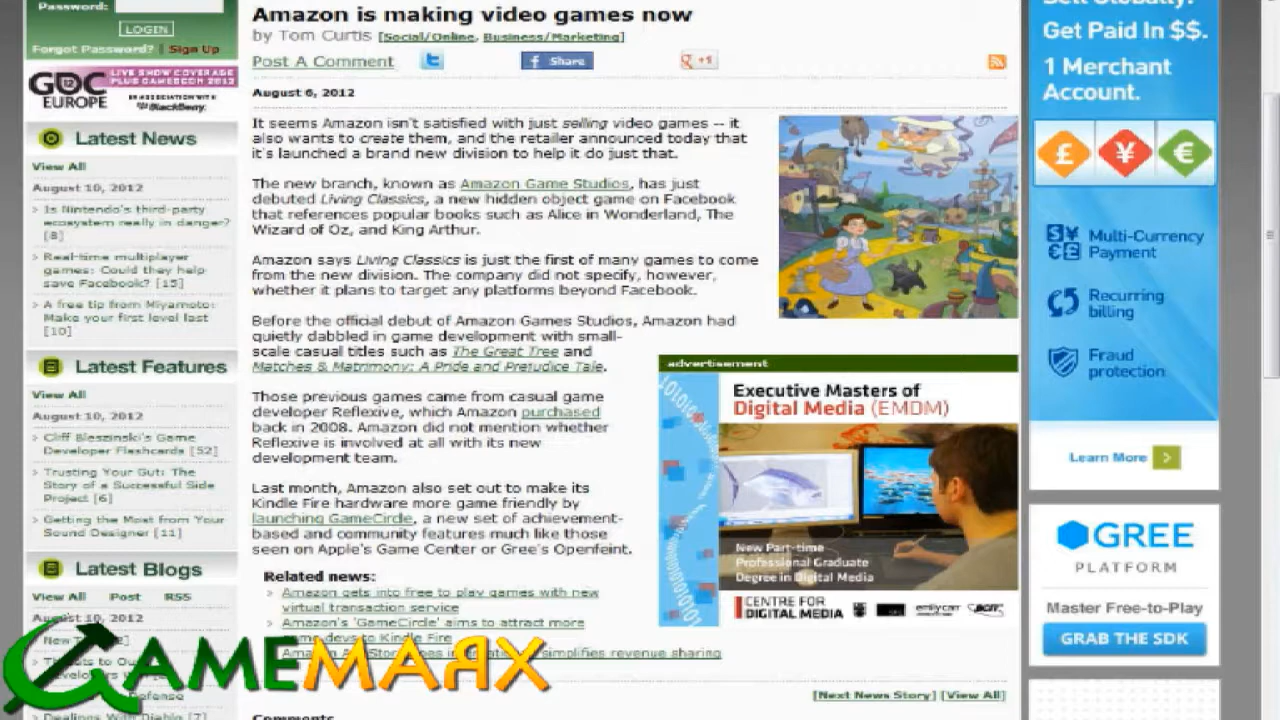 Password:
LOGIN
Forgot Password? | Sign Up
GDC
EUROPE
12
LIVE SHOW COVERAGE
PLUS GAMESCOM 2012
IN ASSOCIATION WITH
BlackBerry.
Latest News
View All
August 10, 2012
Is Nintendo's third-party
ecosystem really in danger?
[8]
Real-time multiplayer
games: Could they help
save Facebook? [15]
A free tip from Miyamoto:
Make your first level last
[10]
Latest Features
View All
August 10, 2012
Cliff Bleszinski's Game
Developer Flashcards [52]
Trusting Your Gut: The
Story of a Successful Side
Project [6]
Getting the Most from Your
Sound Designer [11]
Latest Blogs
View All Post RSS
August 10, 2012
New T
Threats to Ou
Developers
Defense
Dealings With Diablo [7]
Amazon is making video games now
by Tom Curtis [Social/Online, Business/Marketing]
Post A Comment
Share
+1
August 6, 2012
It seems Amazon isn't satisfied with just selling video games -- it
also wants to create them, and the retailer announced today that
it's launched a brand new division to help it do just that.
The new branch, known as Amazon Game Studios, has just
debuted Living Classics, a new hidden object game on Facebook
that references popular books such as Alice in Wonderland, The
Wizard of Oz, and King Arthur.
Amazon says Living Classics is just the first of many games to come
from the new division. The company did not specify, however,
whether it plans to target any platforms beyond Facebook.
Before the official debut of Amazon Games Studios, Amazon had
quietly dabbled in game development with small-
scale casual titles such as The Great Tree and
Matches & Matrimony: A Pride and Prejudice Tale.
Those previous games came from casual game
developer Reflexive, which Amazon purchased
back in 2008. Amazon did not mention whether
Reflexive is involved at all with its new
development team.
Last month, Amazon also set out to make its
Kindle Fire hardware more game friendly by
launching GameCircle, a new set of achievement-
based and community features much like those
seen on Apple's Game Center or Gree's Openfeint.
Related news:
Amazon gets into free to play games with new
virtual transaction service
Amazon's 'GameCircle' aims to attract more
game devs to Kindle Fire
simplifies revenue sharing
[Next News Story] [View All]
Comments
advertisement
Executive Masters of
Digital Media (EMDM)
New Part-time
Professional Graduate
Degree in Digital Media
CENTRE FOR
DIGITAL MEDIA
emily carr
BCIT
Sell Globally.
Get Paid In $$.
1 Merchant
Account.
£ ¥ €
Multi-Currency
Payment
Recurring
billing
Fraud
protection
Learn More >
GREE
PLATFORM
Master Free-to-Play
GRAB THE SDK
GAMEMARX